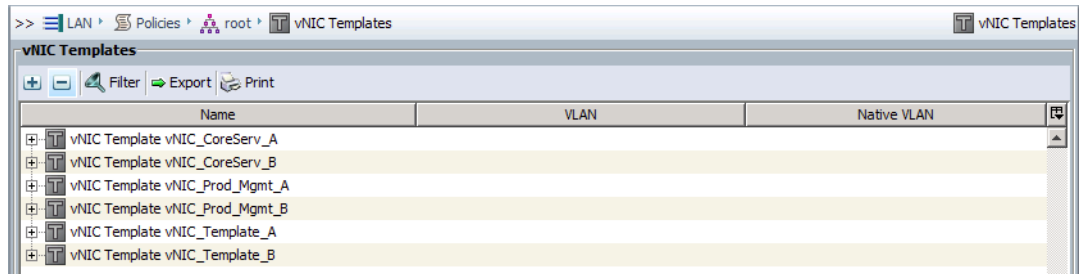 >> LAN Policies root vNIC Templates vNIC Templates
vNIC Templates
Filter Export Print
Name VLAN Native VLAN
vNIC Template vNIC_CoreServ_A
vNIC Template vNIC_CoreServ_B
vNIC Template vNIC_Prod_Mgmt_A
vNIC Template vNIC_Prod_Mgmt_B
vNIC Template vNIC_Template_A
vNIC Template vNIC_Template_B